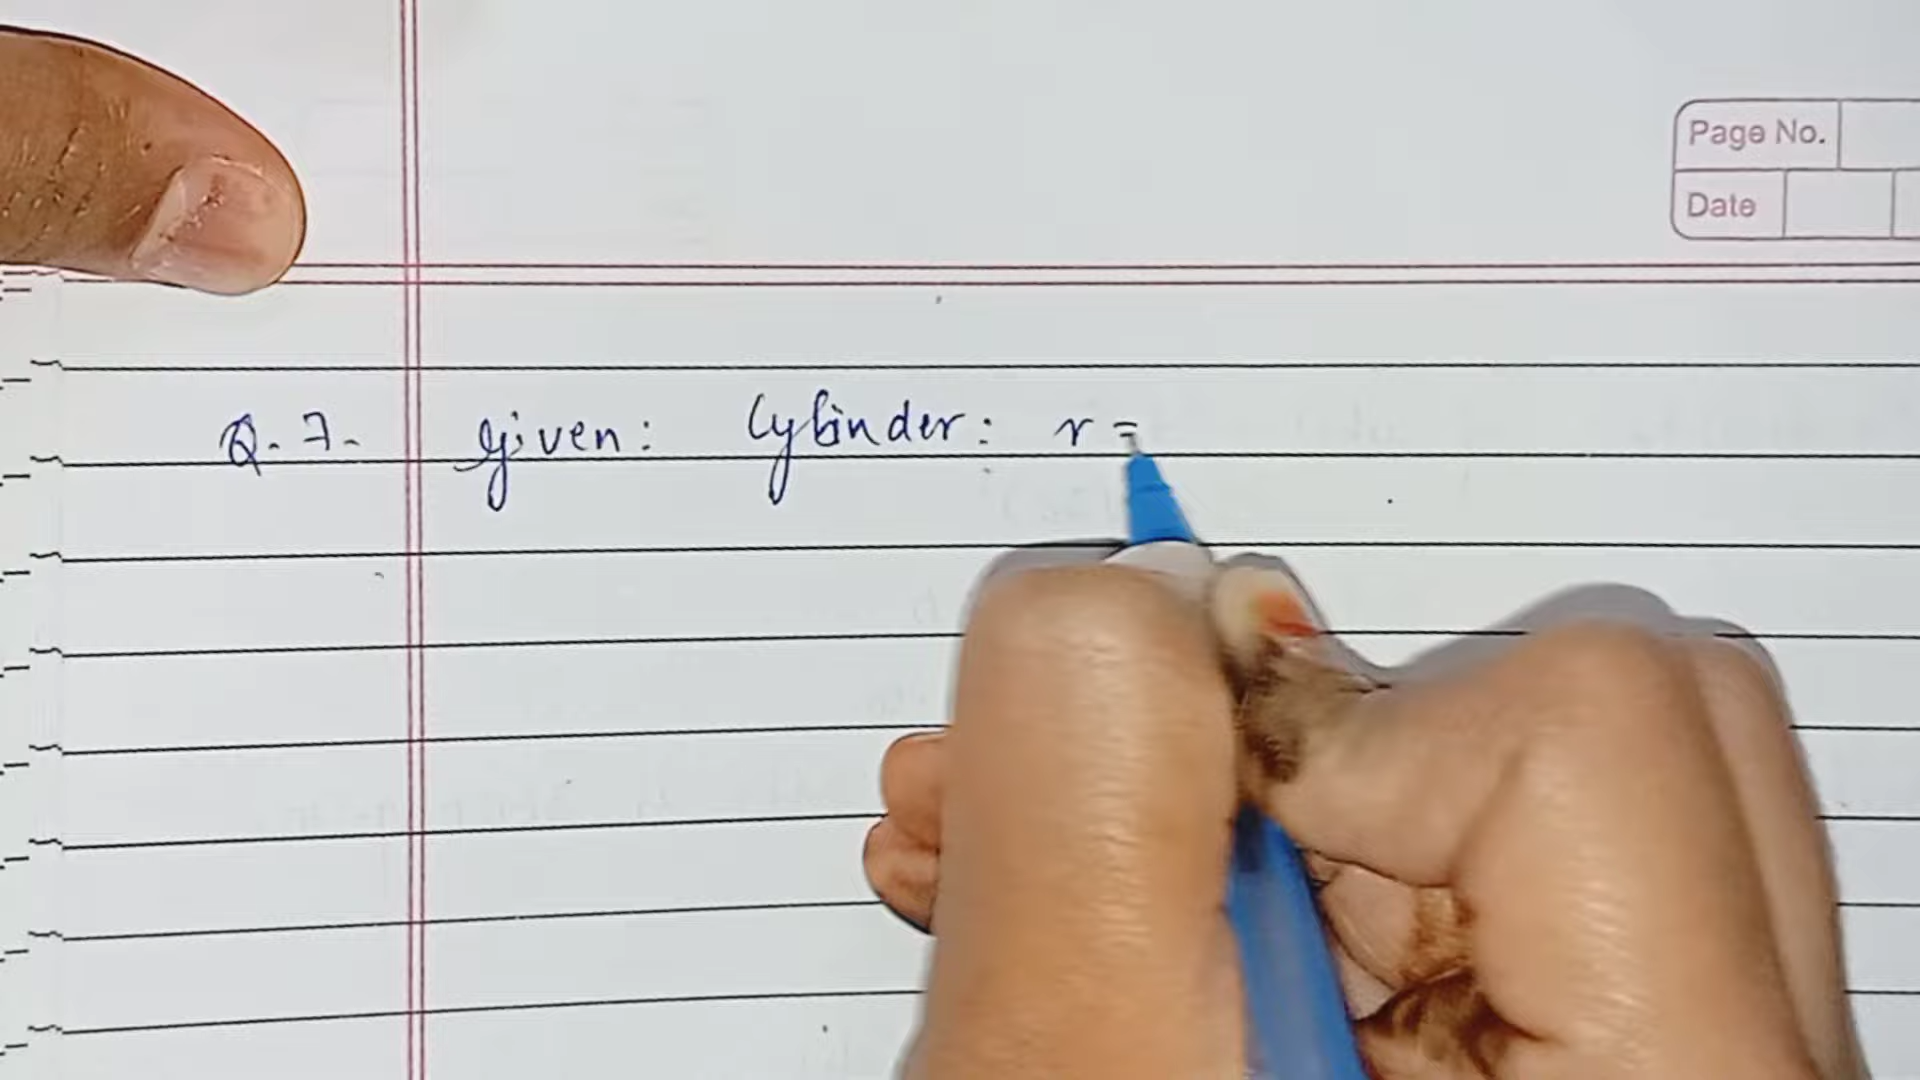 Page No.
Date
Q.7. Given: Cylinder: r =